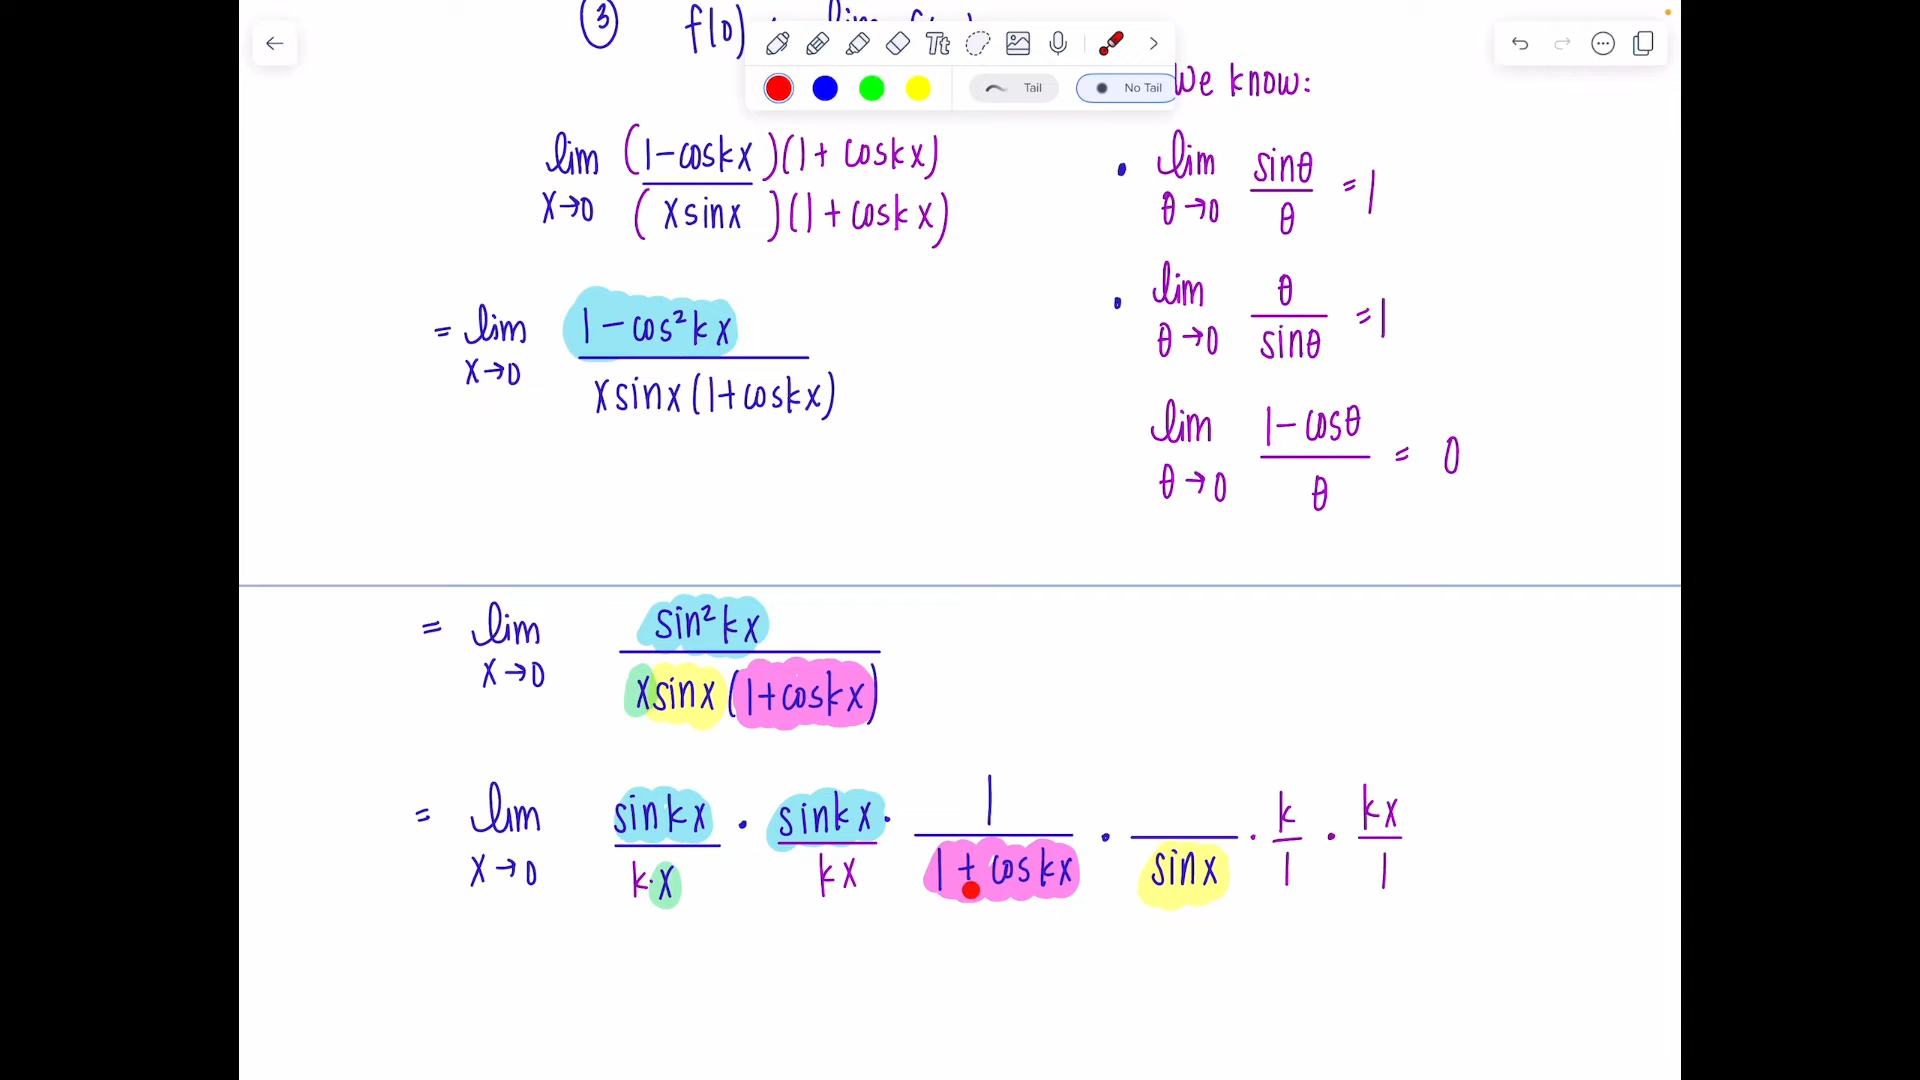 ③ f(0) = lim f(x)
Tt
Tail No Tail
We know:
lim (1-coskx)(1+coskx)
x→0 (xsinx)(1+coskx)
• lim sinθ = 1
θ→0 θ
• lim θ = 1
θ→0 sinθ
= lim 1-cos²kx
x→0 xsinx(1+coskx)
lim 1-cosθ = 0
θ→0 θ
= lim sin²kx
x→0 xsinx(1+coskx)
= lim sinkx · sinkx · 1 · · k · kx
x→0 k·x kx 1+coskx sinx 1 1